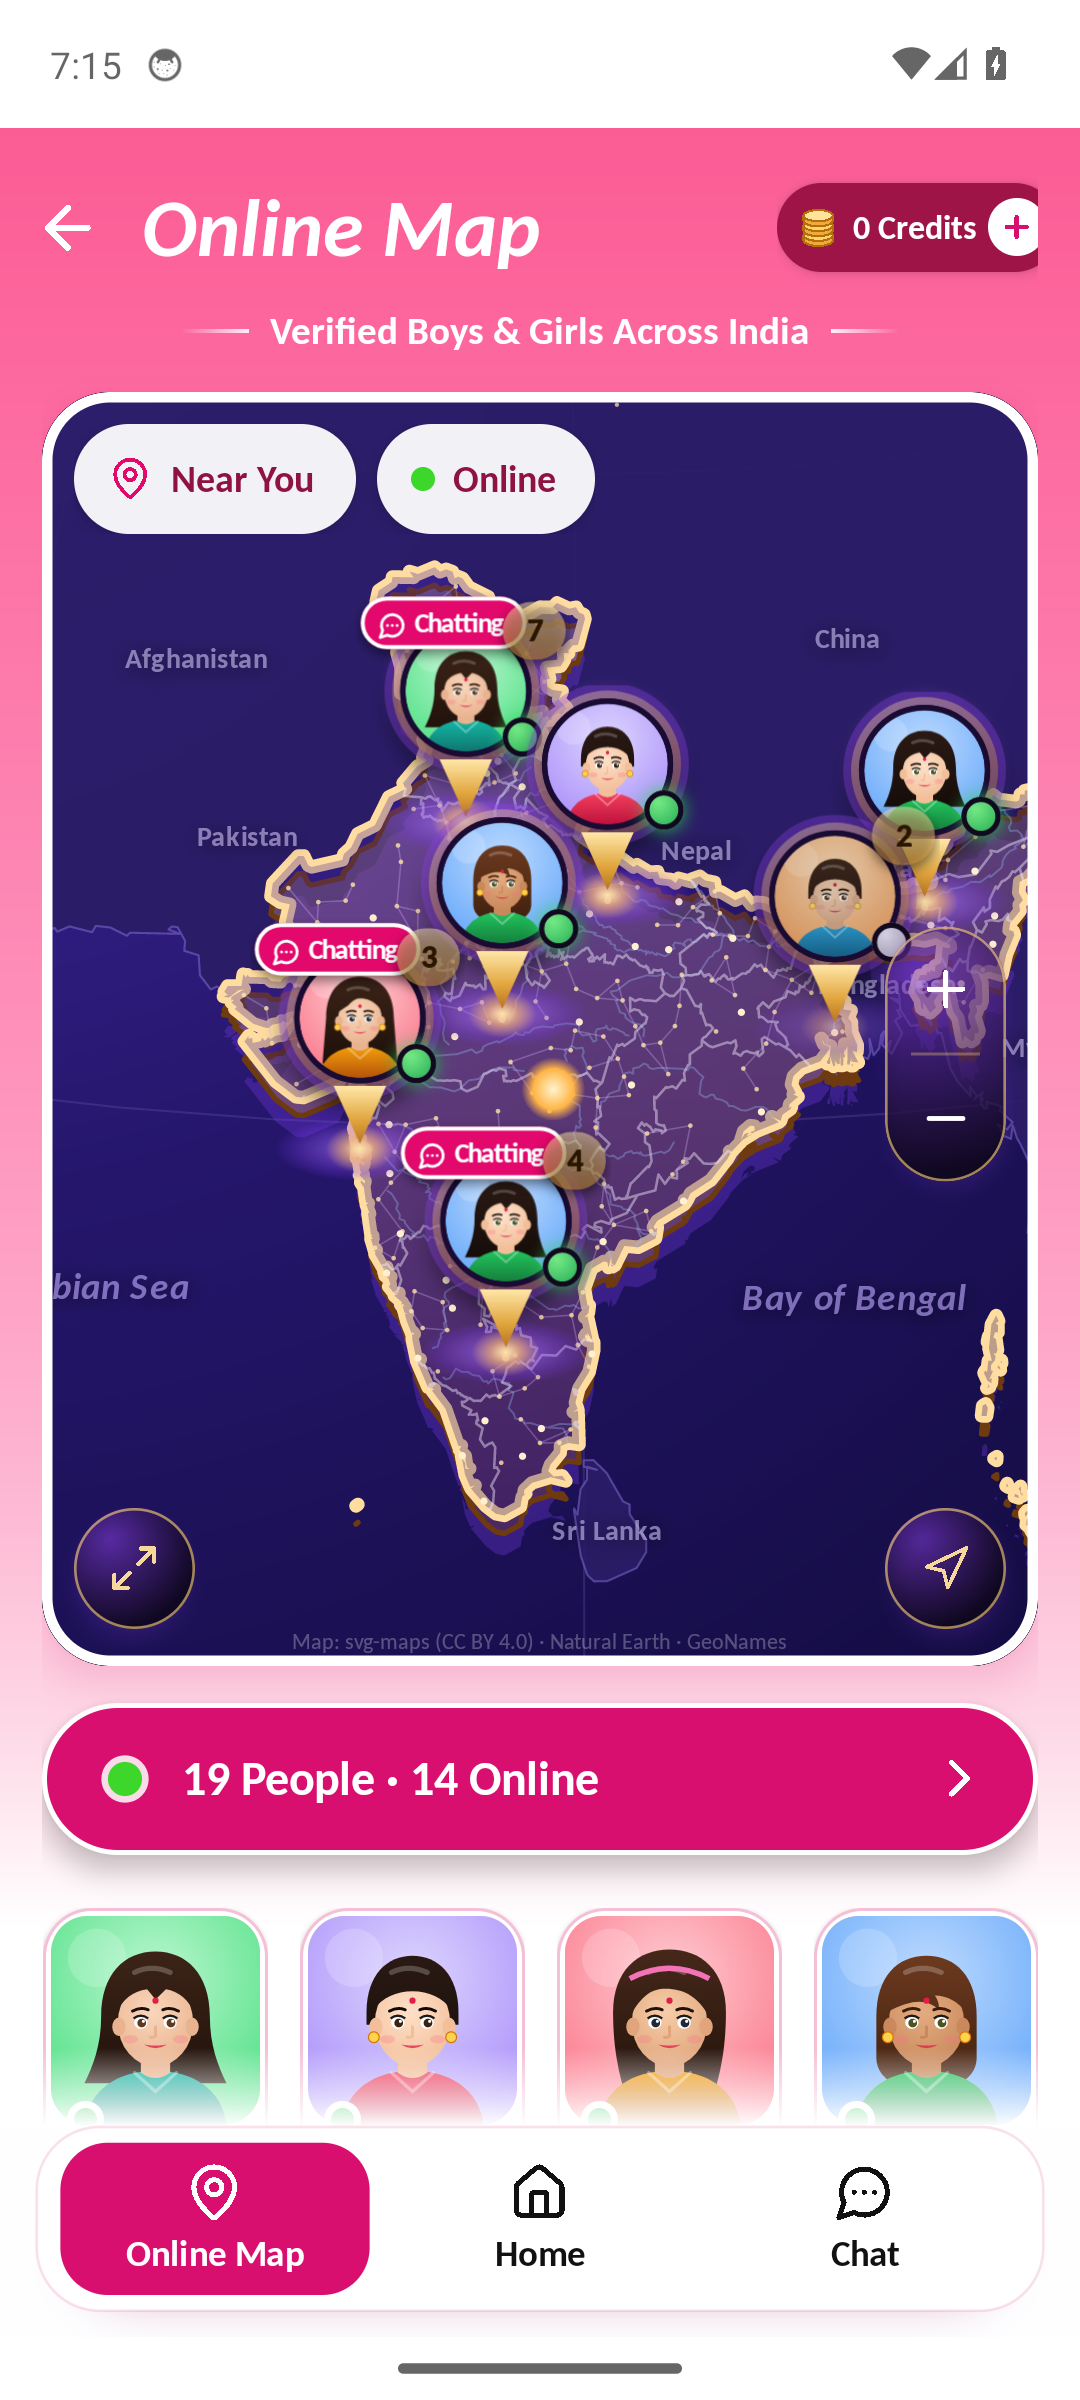 7:15
Online Map
0 Credits
Verified Boys & Girls Across India
Near You
Online
Chatting
7
Afghanistan
China
Pakistan
Nepal
2
Chatting
3
Chatting
4
bian Sea
Bay of Bengal
Sri Lanka
Map: svg-maps (CC BY 4.0) · Natural Earth · GeoNames
19 People · 14 Online
Online Map
Home
Chat